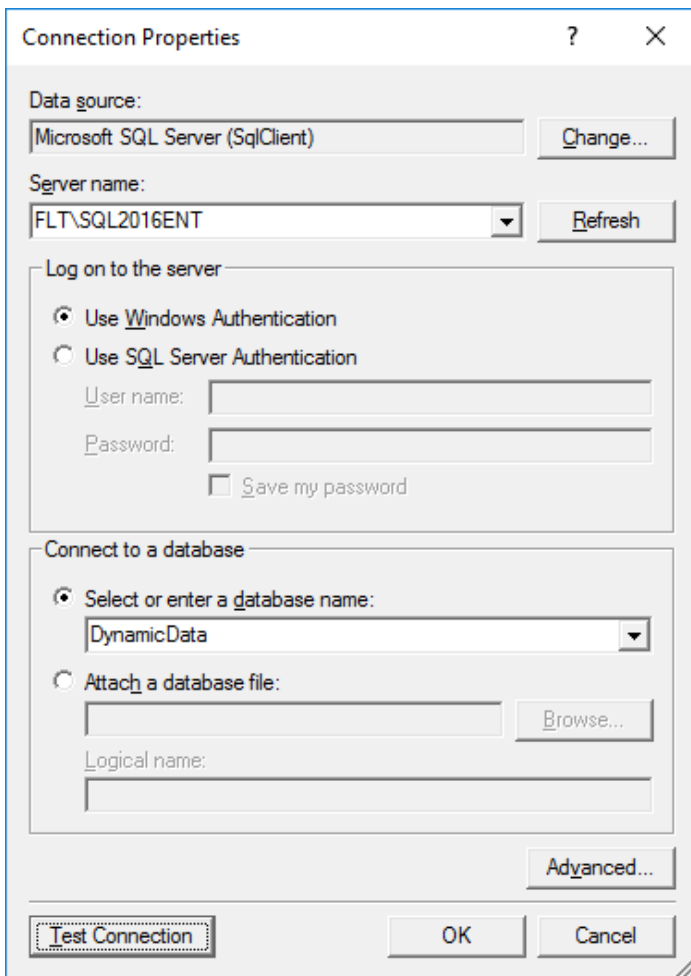 Connection Properties ?
Data source:
Microsoft SQL Server (SqlClient)
Change...
Server name:
FLT\SQL2016ENT
Refresh
Log on to the server
Use Windows Authentication
Use SQL Server Authentication
User name:
Password:
Save my password
Connect to a database
Select or enter a database name:
DynamicData
Attach a database file:
Browse...
Logical name:
Advanced...
Test Connection
OK
Cancel